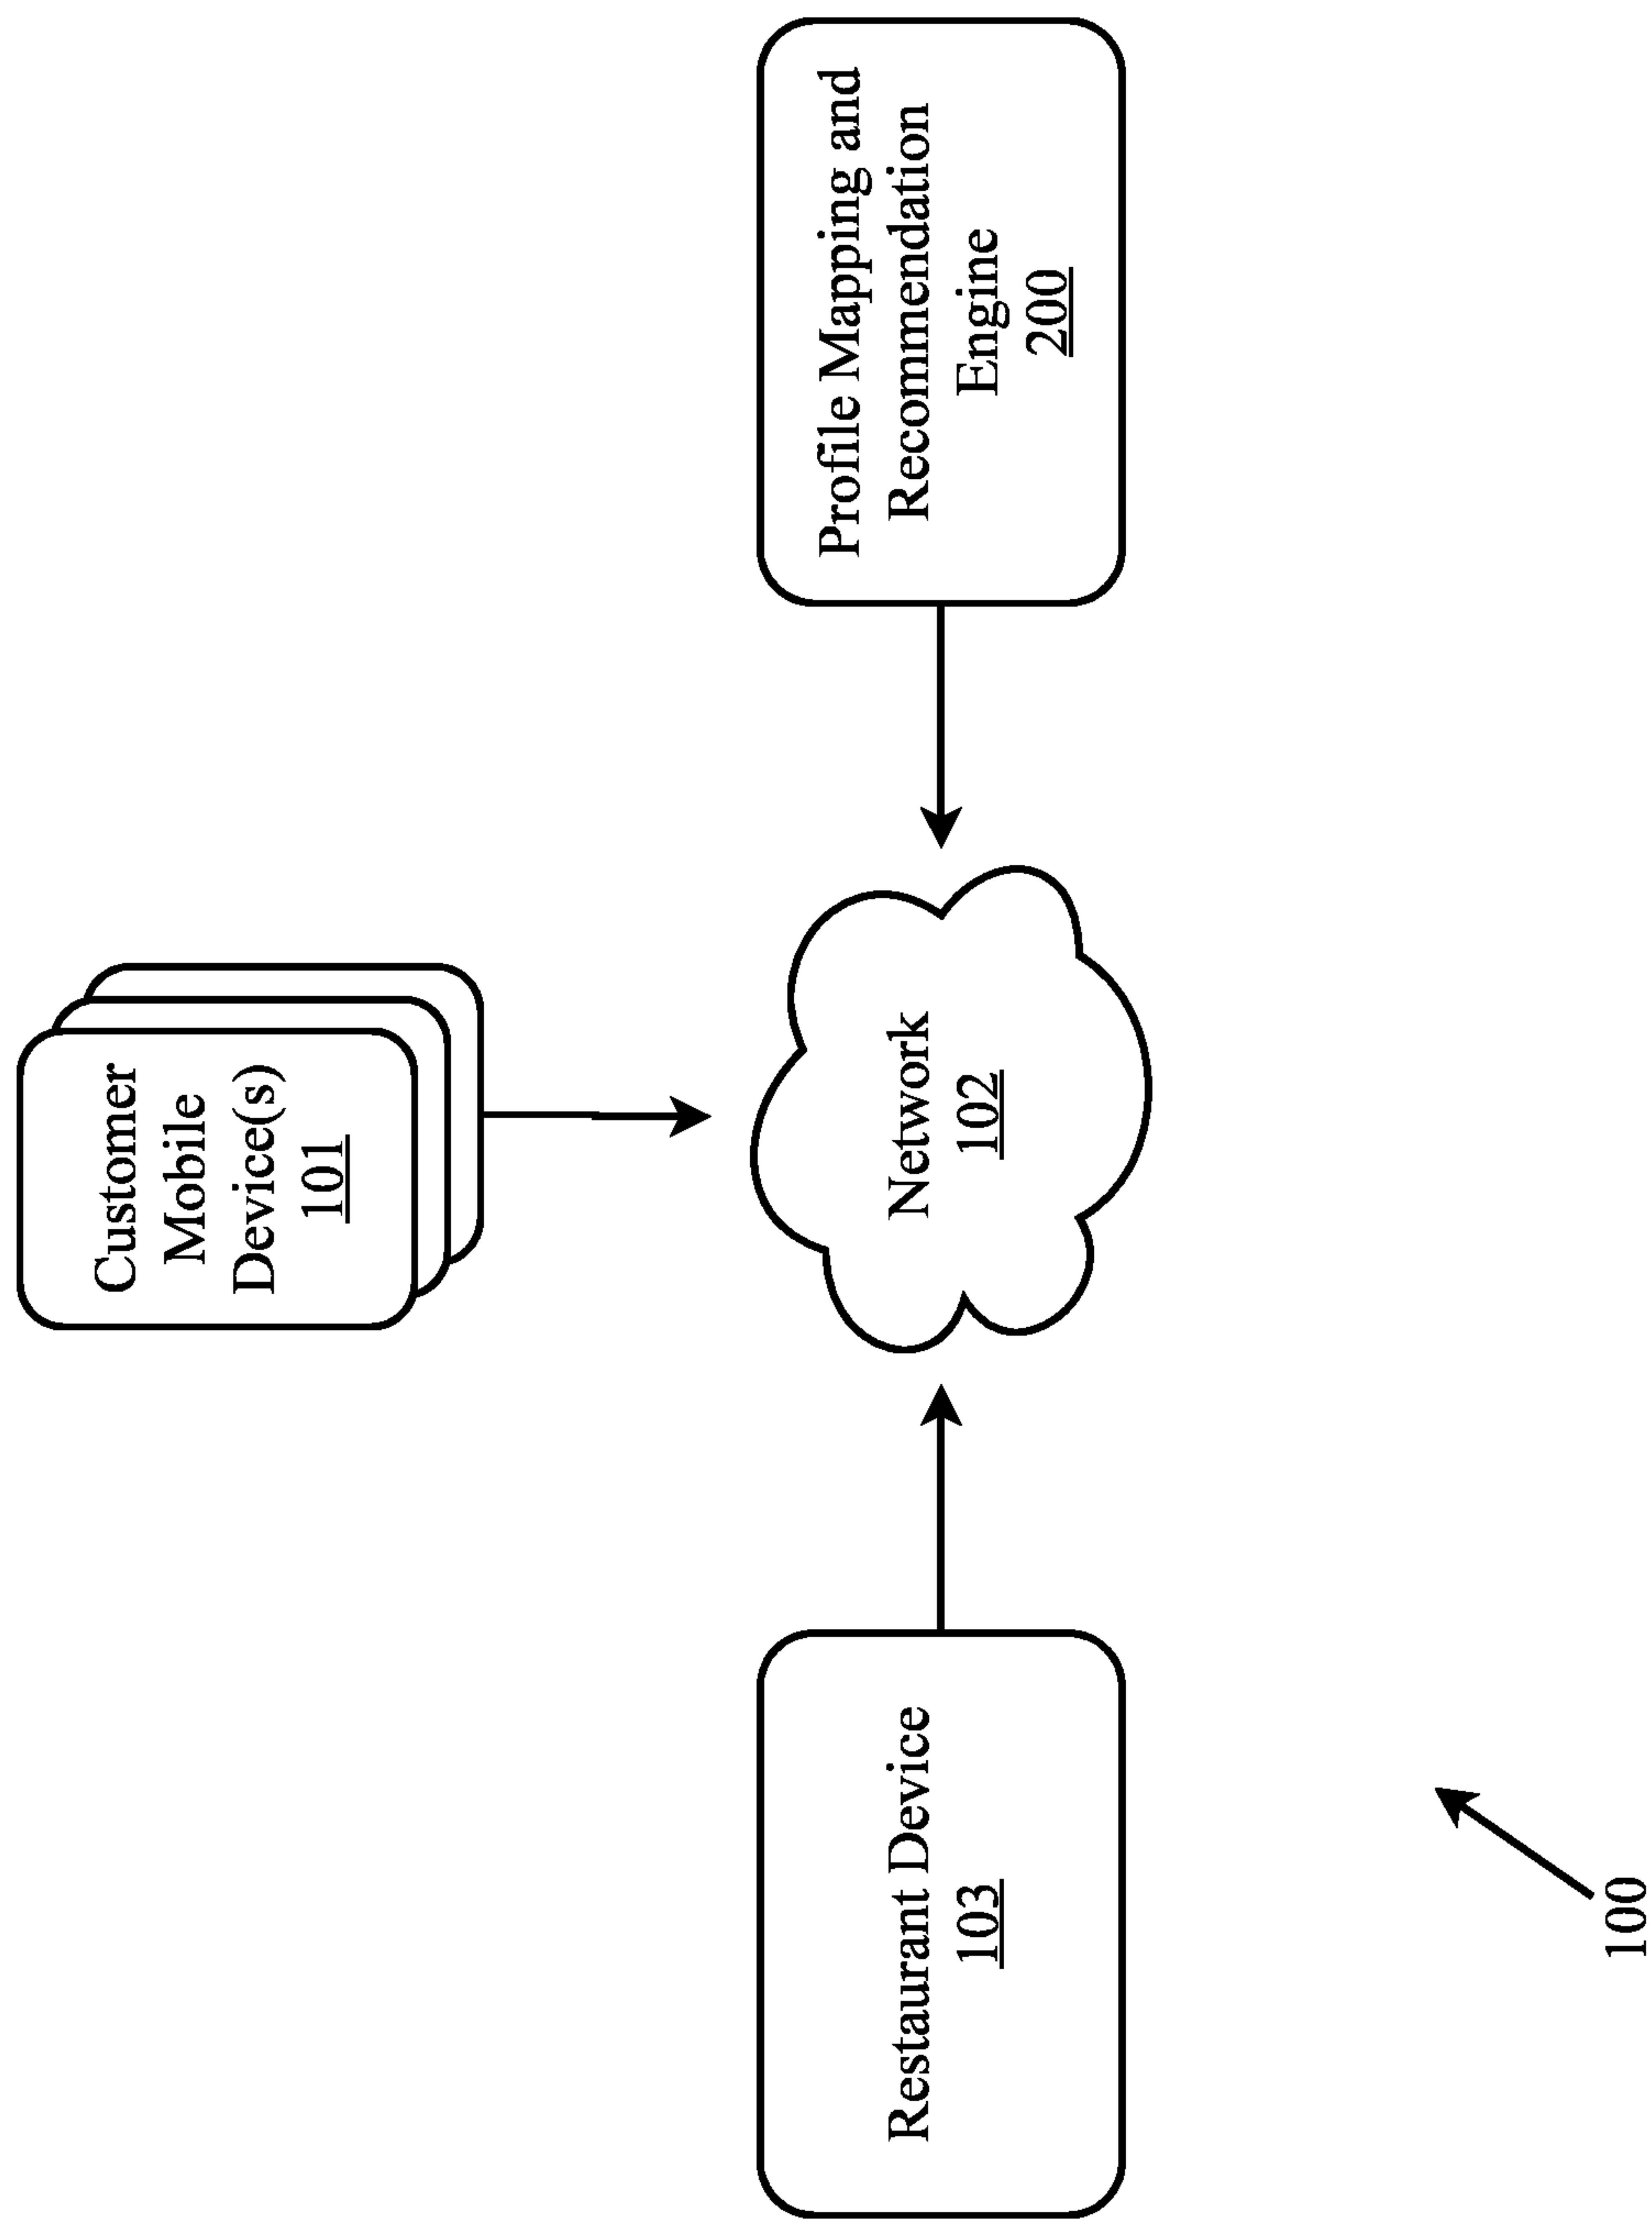 Customer
Mobile
Device(s)
101
Restaurant Device
103
Network
102
Profile Mapping and
Recommendation
Engine
200
100